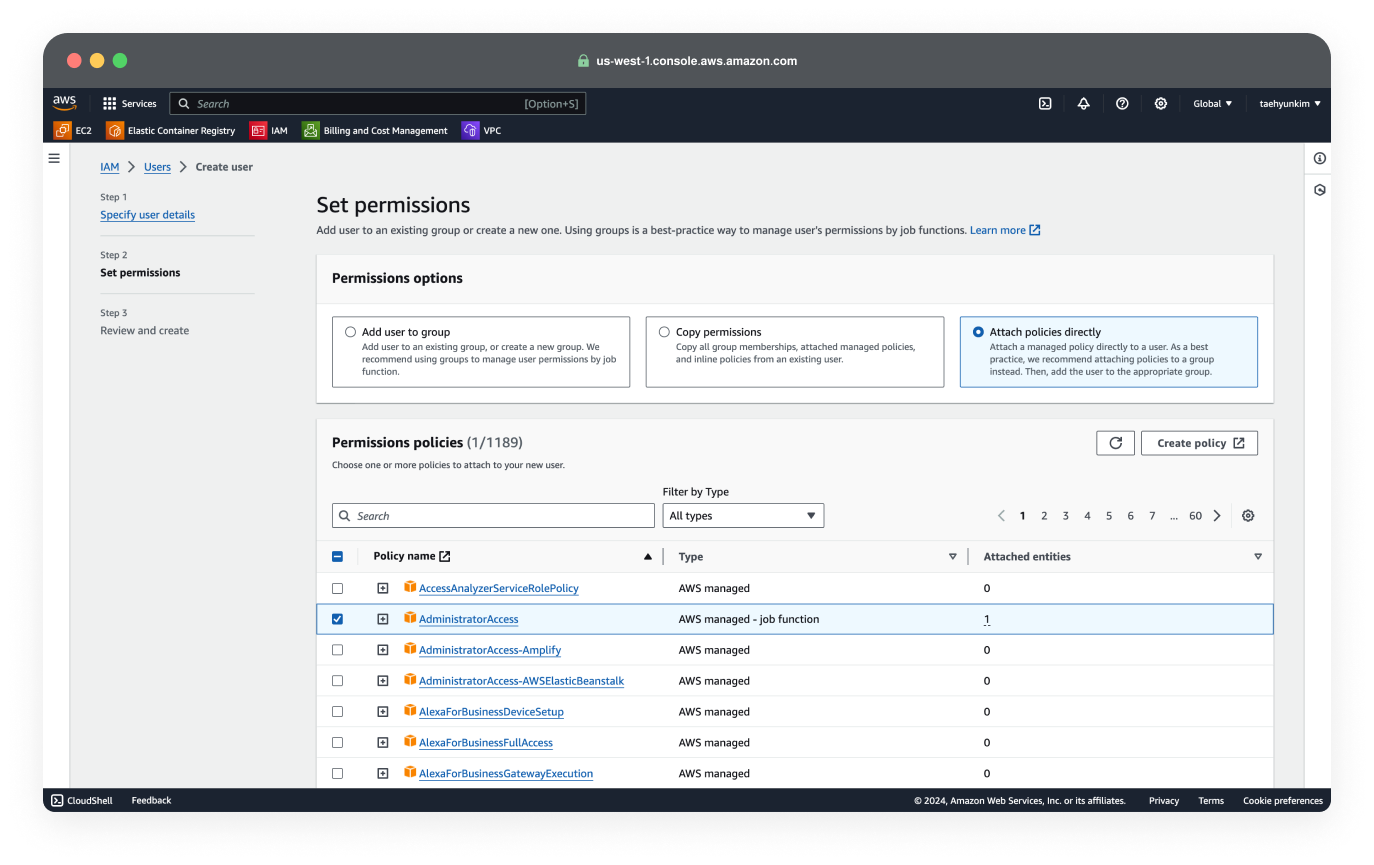 us-west-1.console.aws.amazon.com
aws
Services
Search
[Option+S]
Global
taehyunkim
EC2
Elastic Container Registry
IAM
Billing and Cost Management
VPC
IAM
Users
Create user
Step 1
Specify user details
Step 2
Set permissions
Step 3
Review and create
Set permissions
Add user to an existing group or create a new one. Using groups is a best-practice way to manage user's permissions by job functions. Learn more
Permissions options
Add user to group
Add user to an existing group, or create a new group. We
recommend using groups to manage user permissions by job
function.
Copy permissions
Copy all group memberships, attached managed policies,
and inline policies from an existing user.
Attach policies directly
Attach a managed policy directly to a user. As a best
practice, we recommend attaching policies to a group
instead. Then, add the user to the appropriate group.
Permissions policies (1/1189)
Create policy
Choose one or more policies to attach to your new user.
Filter by Type
Search
All types
1 2 3 4 5 6 7 ... 60
Policy name Type Attached entities
AccessAnalyzerServiceRolePolicy AWS managed 0
AdministratorAccess AWS managed - job function 1
AdministratorAccess-Amplify AWS managed 0
AdministratorAccess-AWSElasticBeanstalk AWS managed 0
AlexaForBusinessDeviceSetup AWS managed 0
AlexaForBusinessFullAccess AWS managed 0
AlexaForBusinessGatewayExecution AWS managed 0
CloudShell
Feedback
© 2024, Amazon Web Services, Inc. or its affiliates.
Privacy
Terms
Cookie preferences